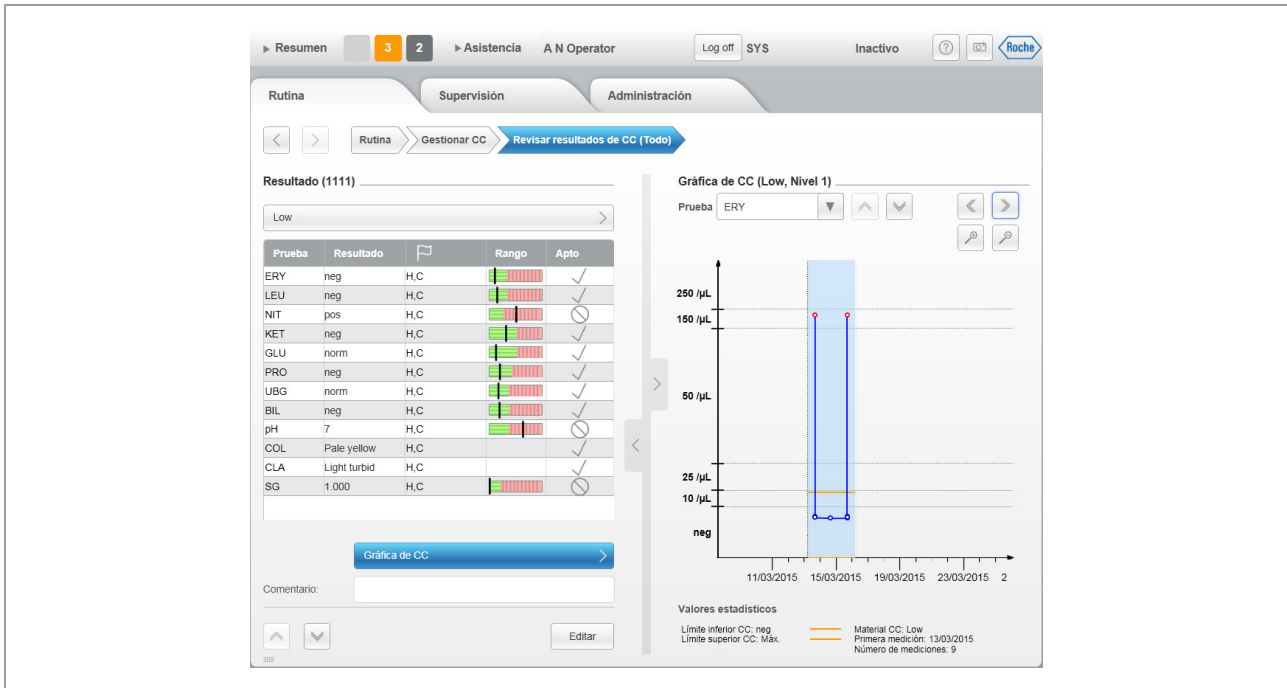 Resumen 3 2 Asistencia A N Operator Log off SYS Inactivo ? Roche
Rutina Supervisión Administración
Rutina Gestionar CC Revisar resultados de CC (Todo)
Resultado (1111)
Low
Prueba Resultado Rango Apto
ERY neg H,C
LEU neg H,C
NIT pos H,C
KET neg H,C
GLU norm H,C
PRO neg H,C
UBG norm H,C
BIL neg H,C
pH 7 H,C
COL Pale yellow H,C
CLA Light turbid H,C
SG 1.000 H,C
Gráfica de CC
Comentario:
Editar
308
Gráfica de CC (Low, Nivel 1)
Prueba ERY
250 /µL
150 /µL
50 /µL
25 /µL
10 /µL
neg
11/03/2015 15/03/2015 19/03/2015 23/03/2015 2
Valores estadísticos
Límite inferior CC: neg Material CC: Low
Límite superior CC: Máx. Primera medición: 13/03/2015
Número de mediciones: 9